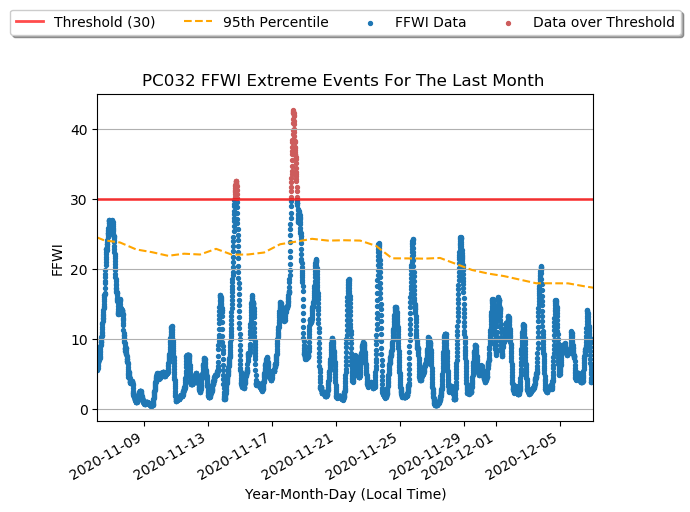 Threshold (30) 95th Percentile FFWI Data Data over Threshold
PC032 FFWI Extreme Events For The Last Month
40
30
20
10
0
FFWI
2020-11-09 2020-11-13 2020-11-17 2020-11-21 2020-11-25 2020-11-29 2020-12-01 2020-12-05
Year-Month-Day (Local Time)